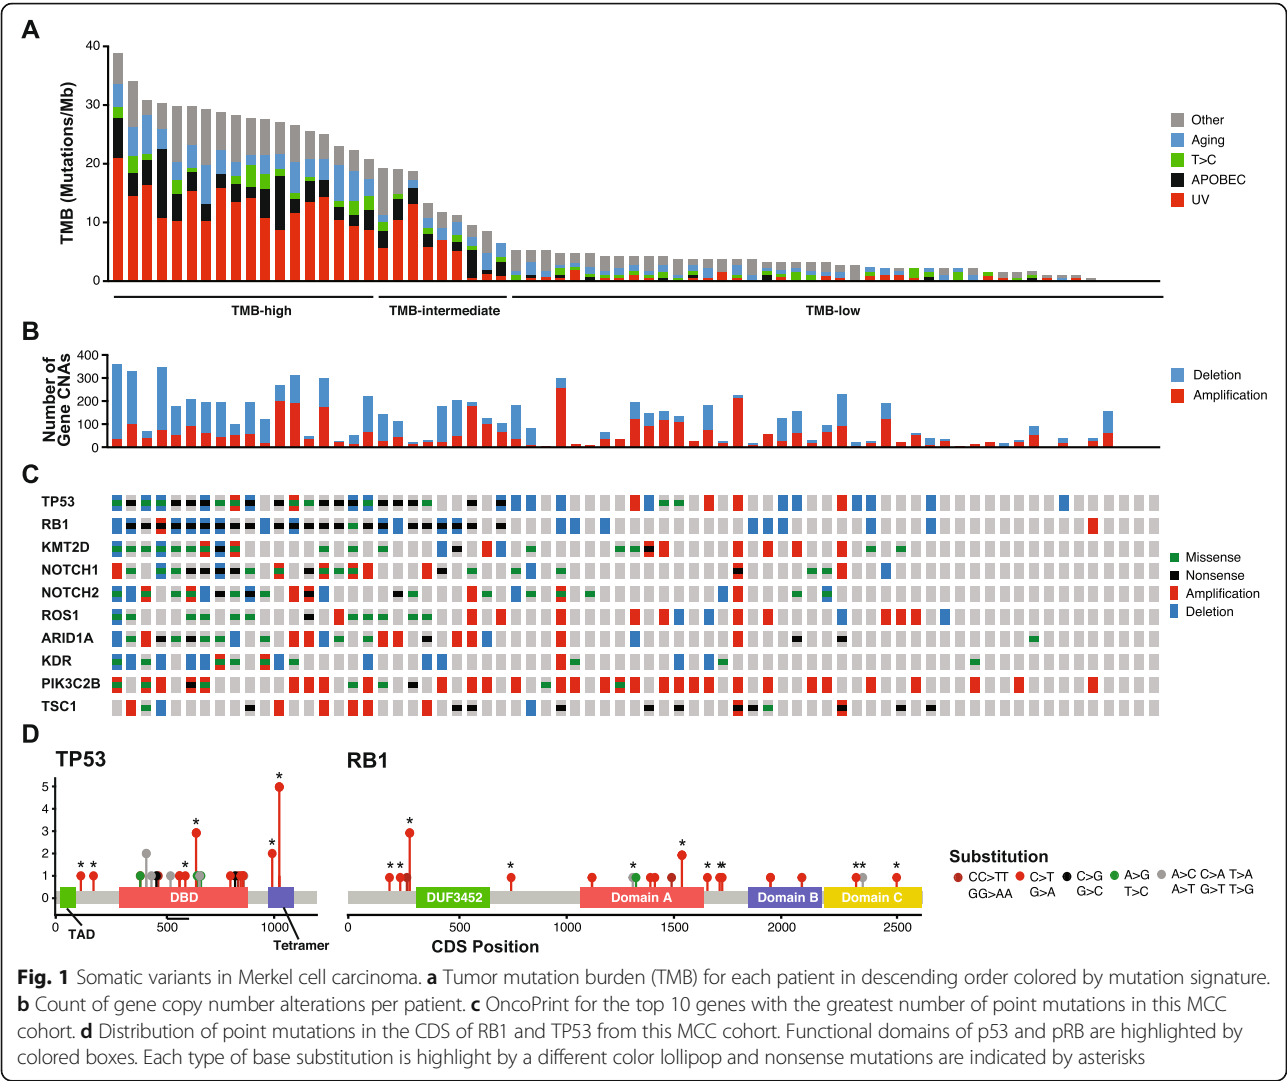 A
TMB (Mutations/Mb)
40
30
20
10
0
Other
Aging
T>C
APOBEC
UV
TMB-high
TMB-intermediate
TMB-low
B
Number of
Gene CNAs
400
300
200
100
0
Deletion
Amplification
C
TP53
RB1
KMT2D
NOTCH1
NOTCH2
ROS1
ARID1A
KDR
PIK3C2B
TSC1
Missense
Nonsense
Amplification
Deletion
D
TP53
RB1
5
4
3
2
1
0
* * * * * *
* * * * * * * * * * * *
DBD
TAD
Tetramer
0 500 1000
DUF3452
Domain A
Domain B
Domain C
0 500 1000 1500 2000 2500
CDS Position
Substitution
CC>TT C>T C>G A>G A>C C>A T>A
GG>AA G>A G>C T>C A>T G>T T>G
Fig. 1 Somatic variants in Merkel cell carcinoma. a Tumor mutation burden (TMB) for each patient in descending order colored by mutation signature.
b Count of gene copy number alterations per patient. c OncoPrint for the top 10 genes with the greatest number of point mutations in this MCC
cohort. d Distribution of point mutations in the CDS of RB1 and TP53 from this MCC cohort. Functional domains of p53 and pRB are highlighted by
colored boxes. Each type of base substitution is highlight by a different color lollipop and nonsense mutations are indicated by asterisks